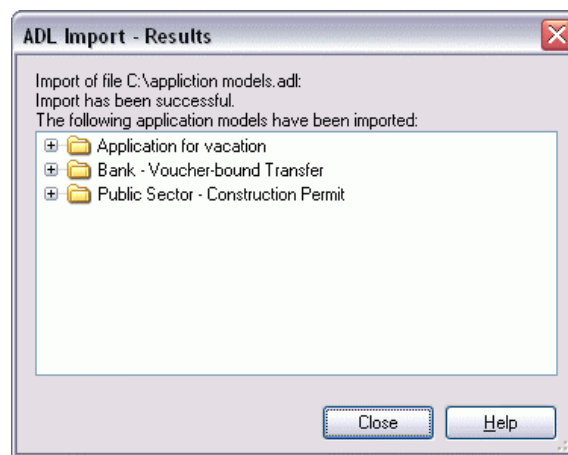 ADL Import - Results
Import of file C:\appliction models.adl:
Import has been successful.
The following application models have been imported:
Application for vacation
Bank - Voucher-bound Transfer
Public Sector - Construction Permit
Close Help